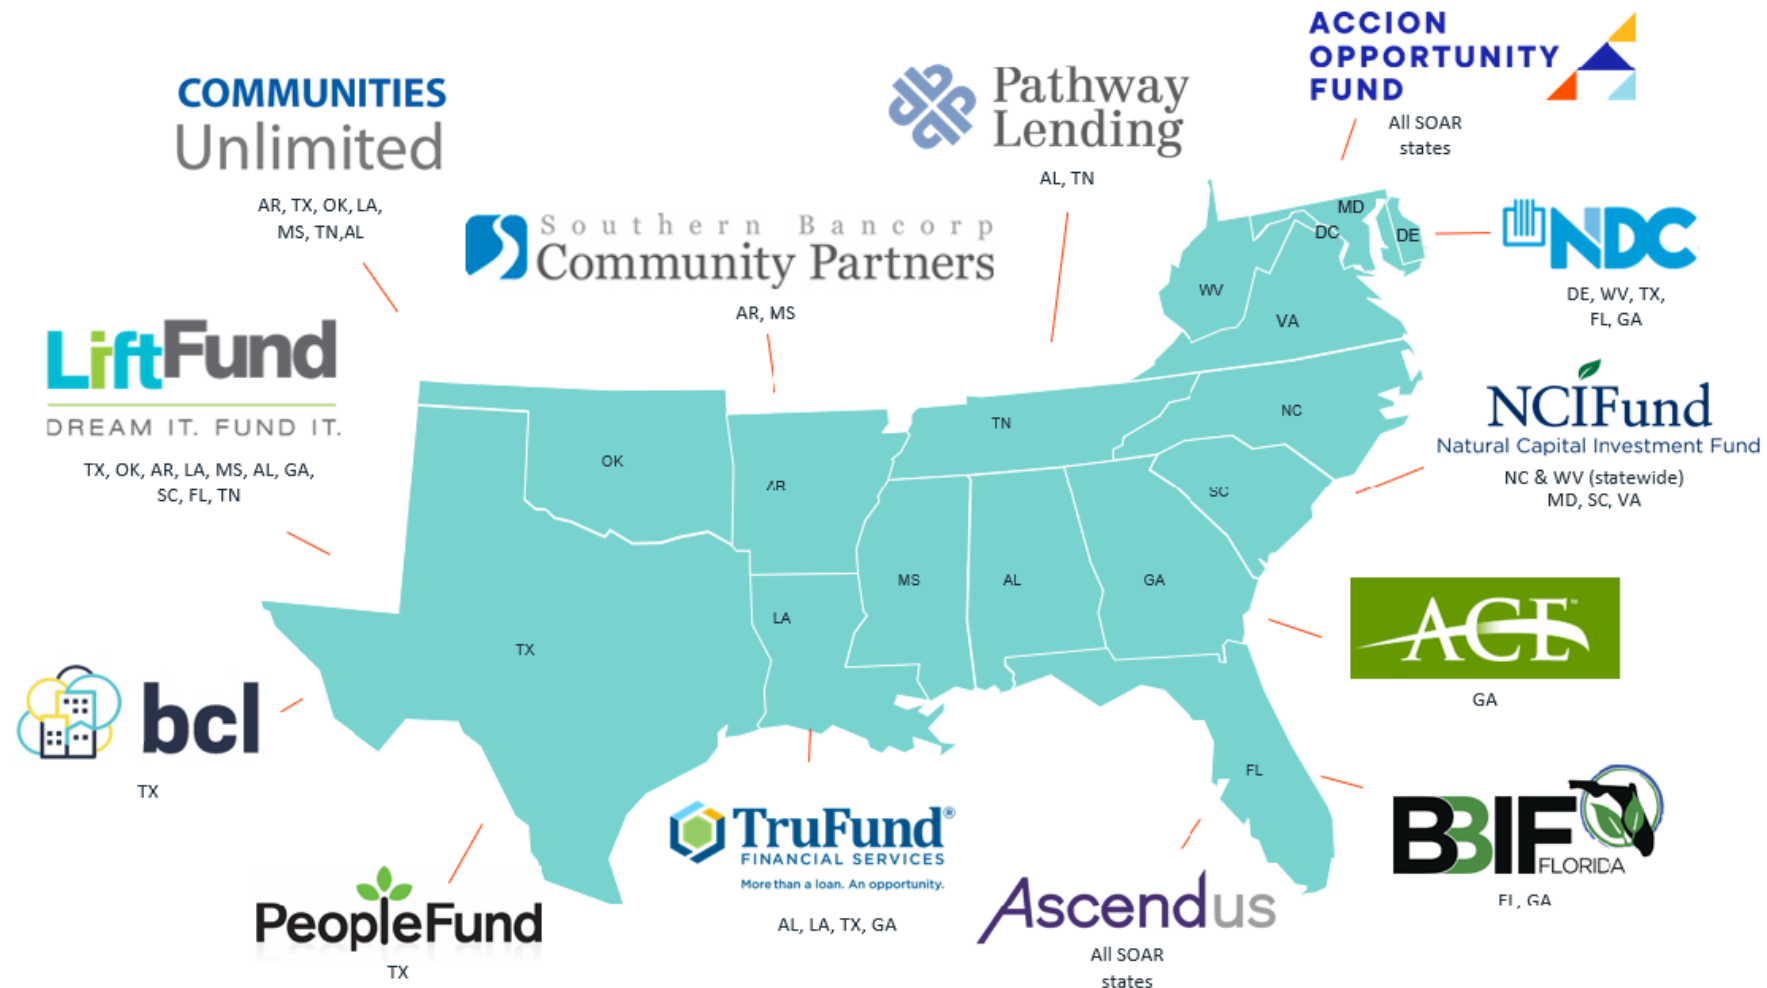 ACCION
OPPORTUNITY
FUND
All SOAR
states
COMMUNITIES
Unlimited
AR, TX, OK, LA,
MS, TN,AL
Pathway
Lending
AL, TN
Southern Bancorp
Community Partners
AR, MS
NDC
DE, WV, TX,
FL, GA
LiftFund
DREAM IT. FUND IT.
TX, OK, AR, LA, MS, AL, GA,
SC, FL, TN
NCIFund
Natural Capital Investment Fund
NC & WV (statewide)
MD, SC, VA
MD
DC
DE
WV
VA
NC
TN
OK
AR
SC
MS
AL
GA
LA
TX
FL
ACE™
GA
bcl
TX
BBIF
FLORIDA
FL, GA
TruFund®
FINANCIAL SERVICES
More than a loan. An opportunity.
AL, LA, TX, GA
PeopleFund
TX
Ascendus
All SOAR
states